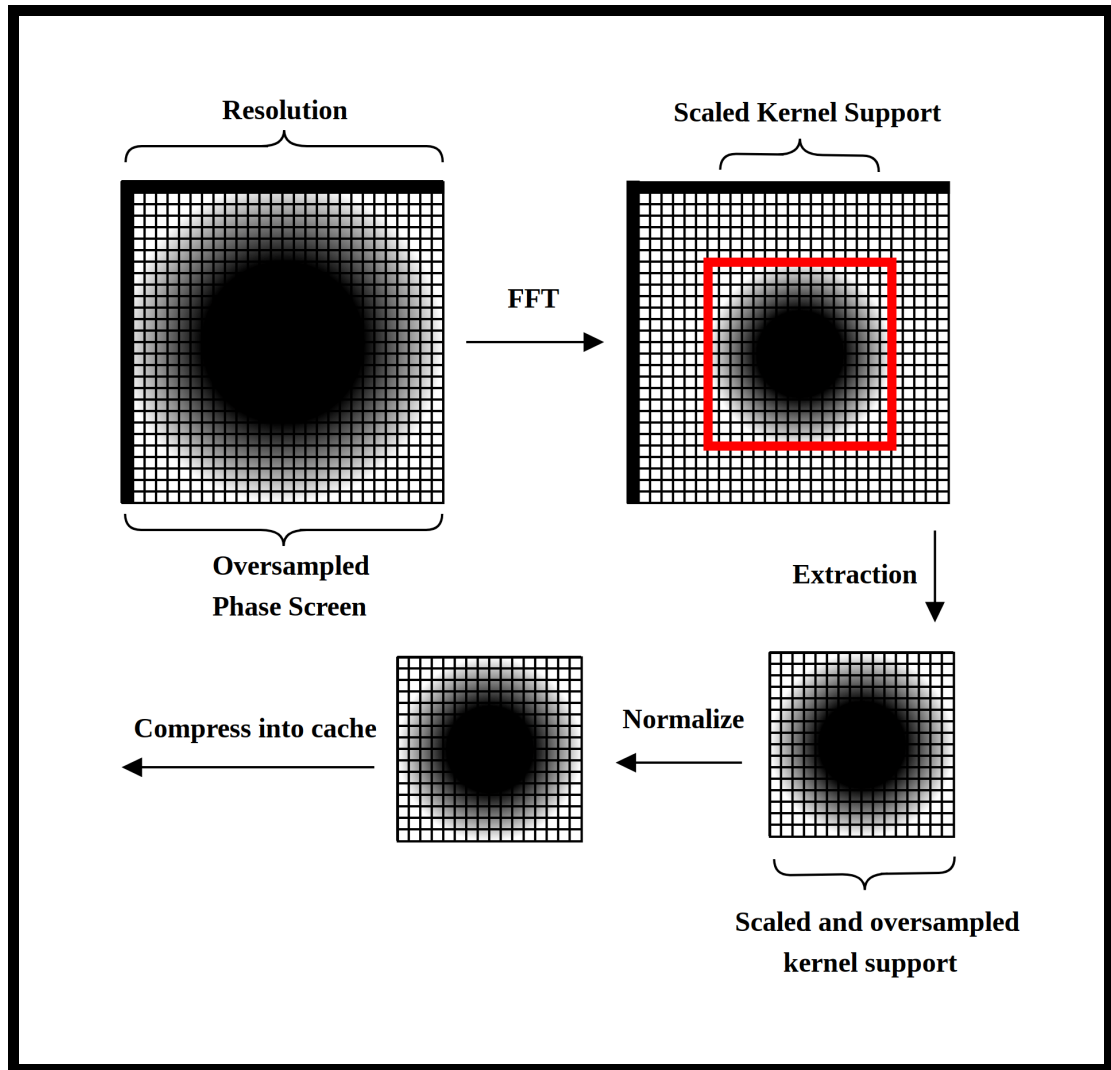 Resolution
Scaled Kernel Support
FFT
Oversampled
Phase Screen
Extraction
Normalize
Compress into cache
Scaled and oversampled
kernel support